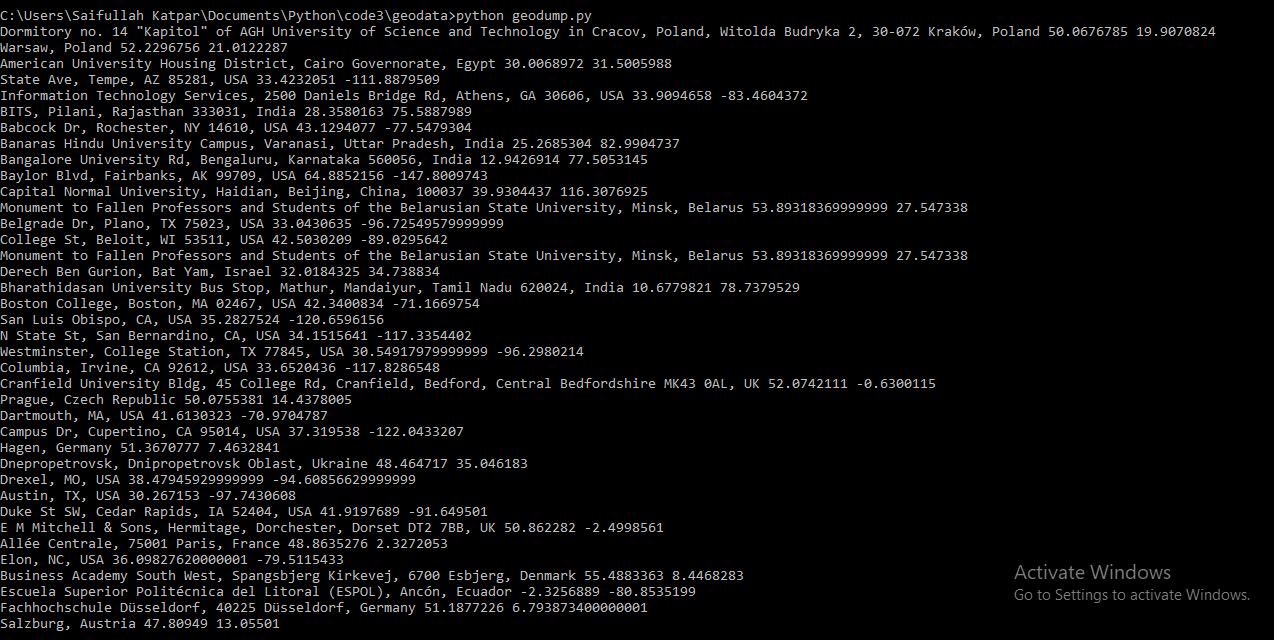 C:\Users\Saifullah Katpar\Documents\Python\code3\geodata>python geodump.py
Dormitory no. 14 "Kapitol" of AGH University of Science and Technology in Cracov, Poland, Witolda Budryka 2, 30-072 Kraków, Poland 50.0676785 19.9070824
Warsaw, Poland 52.2296756 21.0122287
American University Housing District, Cairo Governorate, Egypt 30.0068972 31.5005988
State Ave, Tempe, AZ 85281, USA 33.4232051 -111.8879509
Information Technology Services, 2500 Daniels Bridge Rd, Athens, GA 30606, USA 33.9094658 -83.4604372
BITS, Pilani, Rajasthan 333031, India 28.3580163 75.5887989
Babcock Dr, Rochester, NY 14610, USA 43.1294077 -77.5479304
Banaras Hindu University Campus, Varanasi, Uttar Pradesh, India 25.2685304 82.9904737
Bangalore University Rd, Bengaluru, Karnataka 560056, India 12.9426914 77.5053145
Baylor Blvd, Fairbanks, AK 99709, USA 64.8852156 -147.8009743
Capital Normal University, Haidian, Beijing, China, 100037 39.9304437 116.3076925
Monument to Fallen Professors and Students of the Belarusian State University, Minsk, Belarus 53.89318369999999 27.547338
Belgrade Dr, Plano, TX 75023, USA 33.0430635 -96.72549579999999
College St, Beloit, WI 53511, USA 42.5030209 -89.0295642
Monument to Fallen Professors and Students of the Belarusian State University, Minsk, Belarus 53.89318369999999 27.547338
Derech Ben Gurion, Bat Yam, Israel 32.0184325 34.738834
Bharathidasan University Bus Stop, Mathur, Mandaiyur, Tamil Nadu 620024, India 10.6779821 78.7379529
Boston College, Boston, MA 02467, USA 42.3400834 -71.1669754
San Luis Obispo, CA, USA 35.2827524 -120.6596156
N State St, San Bernardino, CA, USA 34.1515641 -117.3354402
Westminster, College Station, TX 77845, USA 30.54917979999999 -96.2980214
Columbia, Irvine, CA 92612, USA 33.6520436 -117.8286548
Cranfield University Bldg, 45 College Rd, Cranfield, Bedford, Central Bedfordshire MK43 0AL, UK 52.0742111 -0.6300115
Prague, Czech Republic 50.0755381 14.4378005
Dartmouth, MA, USA 41.6130323 -70.9704787
Campus Dr, Cupertino, CA 95014, USA 37.319538 -122.0433207
Hagen, Germany 51.3670777 7.4632841
Dnepropetrovsk, Dnipropetrovsk Oblast, Ukraine 48.464717 35.046183
Drexel, MO, USA 38.47945929999999 -94.60856629999999
Austin, TX, USA 30.267153 -97.7430608
Duke St SW, Cedar Rapids, IA 52404, USA 41.9197689 -91.649501
E M Mitchell & Sons, Hermitage, Dorchester, Dorset DT2 7BB, UK 50.862282 -2.4998561
Allée Centrale, 75001 Paris, France 48.8635276 2.3272053
Elon, NC, USA 36.09827620000001 -79.5115433
Business Academy South West, Spangsbjerg Kirkevej, 6700 Esbjerg, Denmark 55.4883363 8.4468283
Escuela Superior Politécnica del Litoral (ESPOL), Ancón, Ecuador -2.3256889 -80.8535199
Fachhochschule Düsseldorf, 40225 Düsseldorf, Germany 51.1877226 6.793873400000001
Salzburg, Austria 47.80949 13.05501
Activate Windows
Go to Settings to activate Windows.